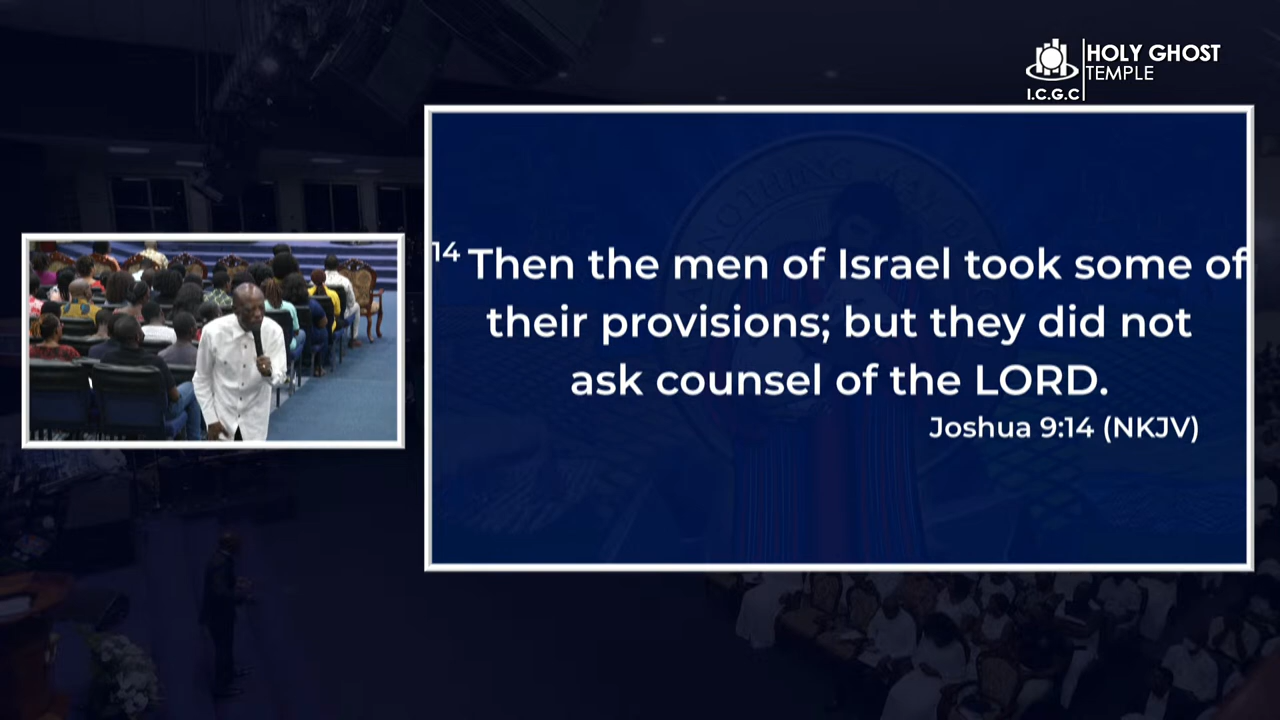 HOLY GHOST
TEMPLE
I.C.G.C
14 Then the men of Israel took some of
their provisions; but they did not
ask counsel of the LORD.
Joshua 9:14 (NKJV)